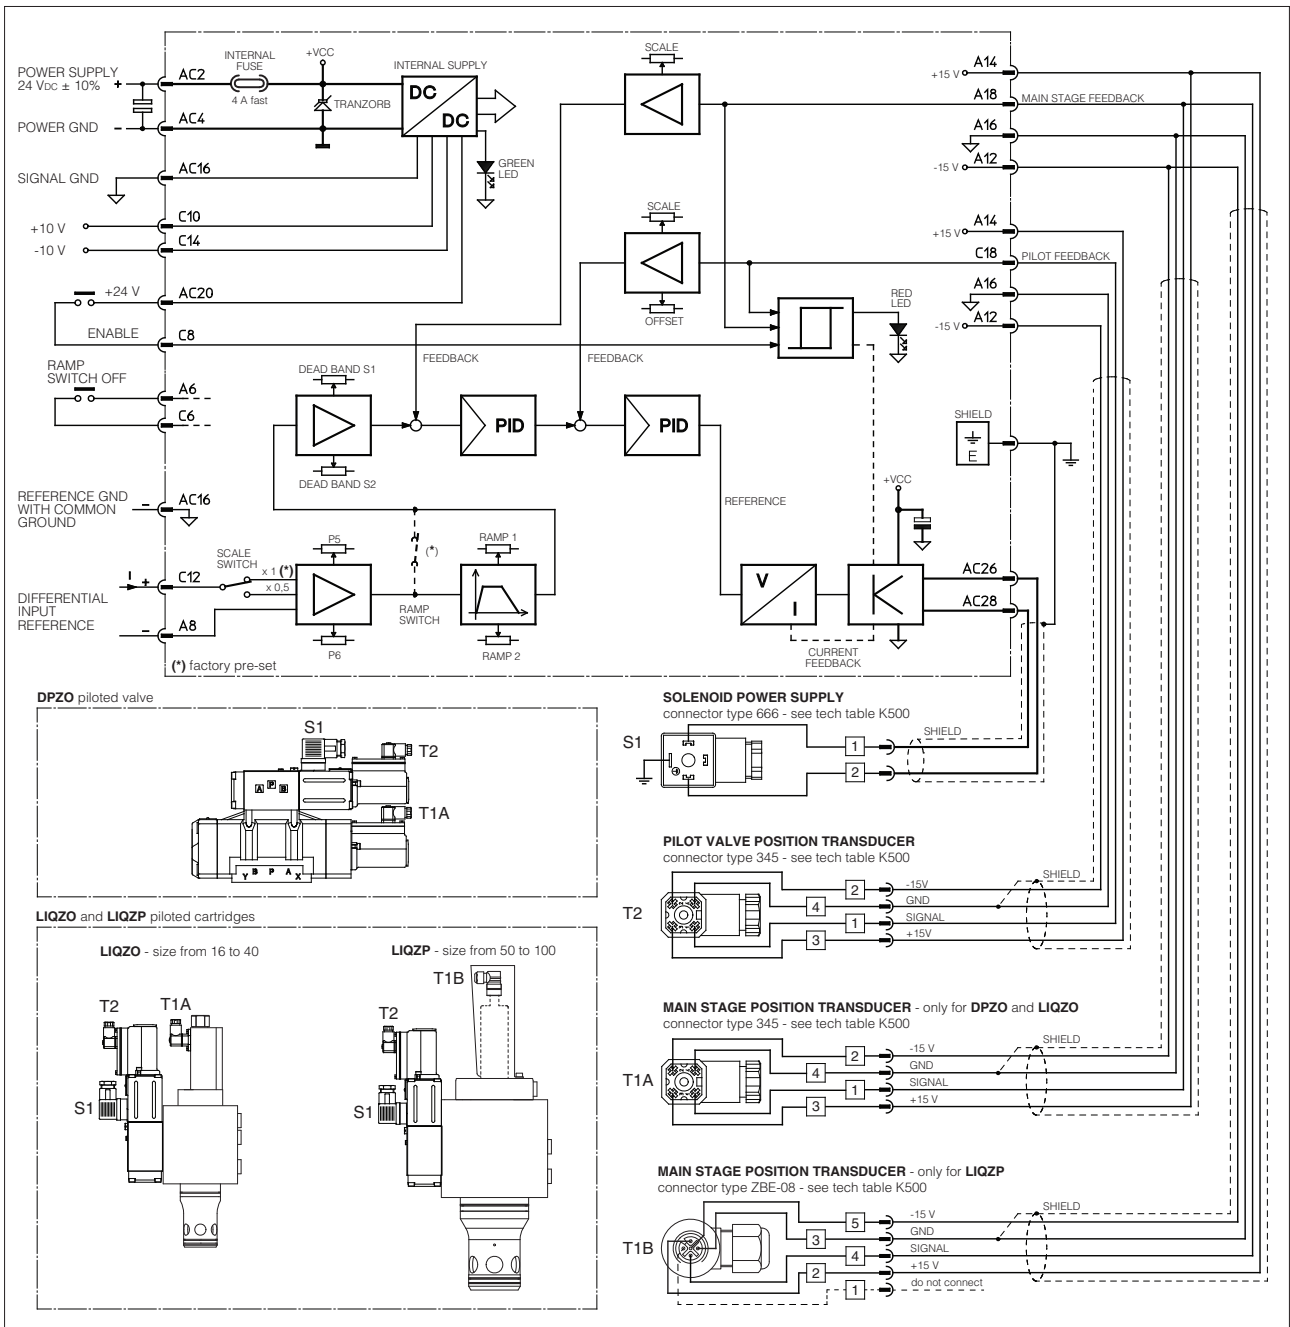 POWER SUPPLY
24 VDC ± 10%
+
AC2
INTERNAL
FUSE
4 A fast
+VCC
TRANZORB
INTERNAL SUPPLY
DC
DC
GREEN
LED
POWER GND
-
AC4
SIGNAL GND
AC16
+10 V
C10
-10 V
C14
+24 V
AC20
ENABLE
C8
RAMP
SWITCH OFF
A6
C6
SCALE
SCALE
OFFSET
RED
LED
+15 V
A14
A18
MAIN STAGE FEEDBACK
A16
-15 V
A12
+15 V
A14
C18
PILOT FEEDBACK
A16
-15 V
A12
FEEDBACK
FEEDBACK
DEAD BAND S1
DEAD BAND S2
PID
PID
REFERENCE
SHIELD
E
+VCC
REFERENCE GND
WITH COMMON
GROUND
-
AC16
SCALE
SWITCH
x 1 (*)
x 0,5
I
+
C12
DIFFERENTIAL
INPUT
REFERENCE
-
A8
P5
P6
(*)
RAMP
SWITCH
RAMP 1
RAMP 2
V
I
CURRENT
FEEDBACK
AC26
AC28
(*) factory pre-set
DPZO piloted valve
S1
T2
T1A
A
P
B
Y
B
P
A
X
LIQZO and LIQZP piloted cartridges
LIQZO - size from 16 to 40
LIQZP - size from 50 to 100
T2
T1A
S1
T1B
T2
S1
SOLENOID POWER SUPPLY
connector type 666 - see tech table K500
S1
1
2
SHIELD
PILOT VALVE POSITION TRANSDUCER
connector type 345 - see tech table K500
T2
2
-15V
4
GND
1
SIGNAL
3
+15V
SHIELD
MAIN STAGE POSITION TRANSDUCER - only for DPZO and LIQZO
connector type 345 - see tech table K500
T1A
2
-15 V
4
GND
1
SIGNAL
3
+15 V
SHIELD
MAIN STAGE POSITION TRANSDUCER - only for LIQZP
connector type ZBE-08 - see tech table K500
T1B
5
-15 V
3
GND
4
SIGNAL
2
+15 V
1
do not connect
SHIELD